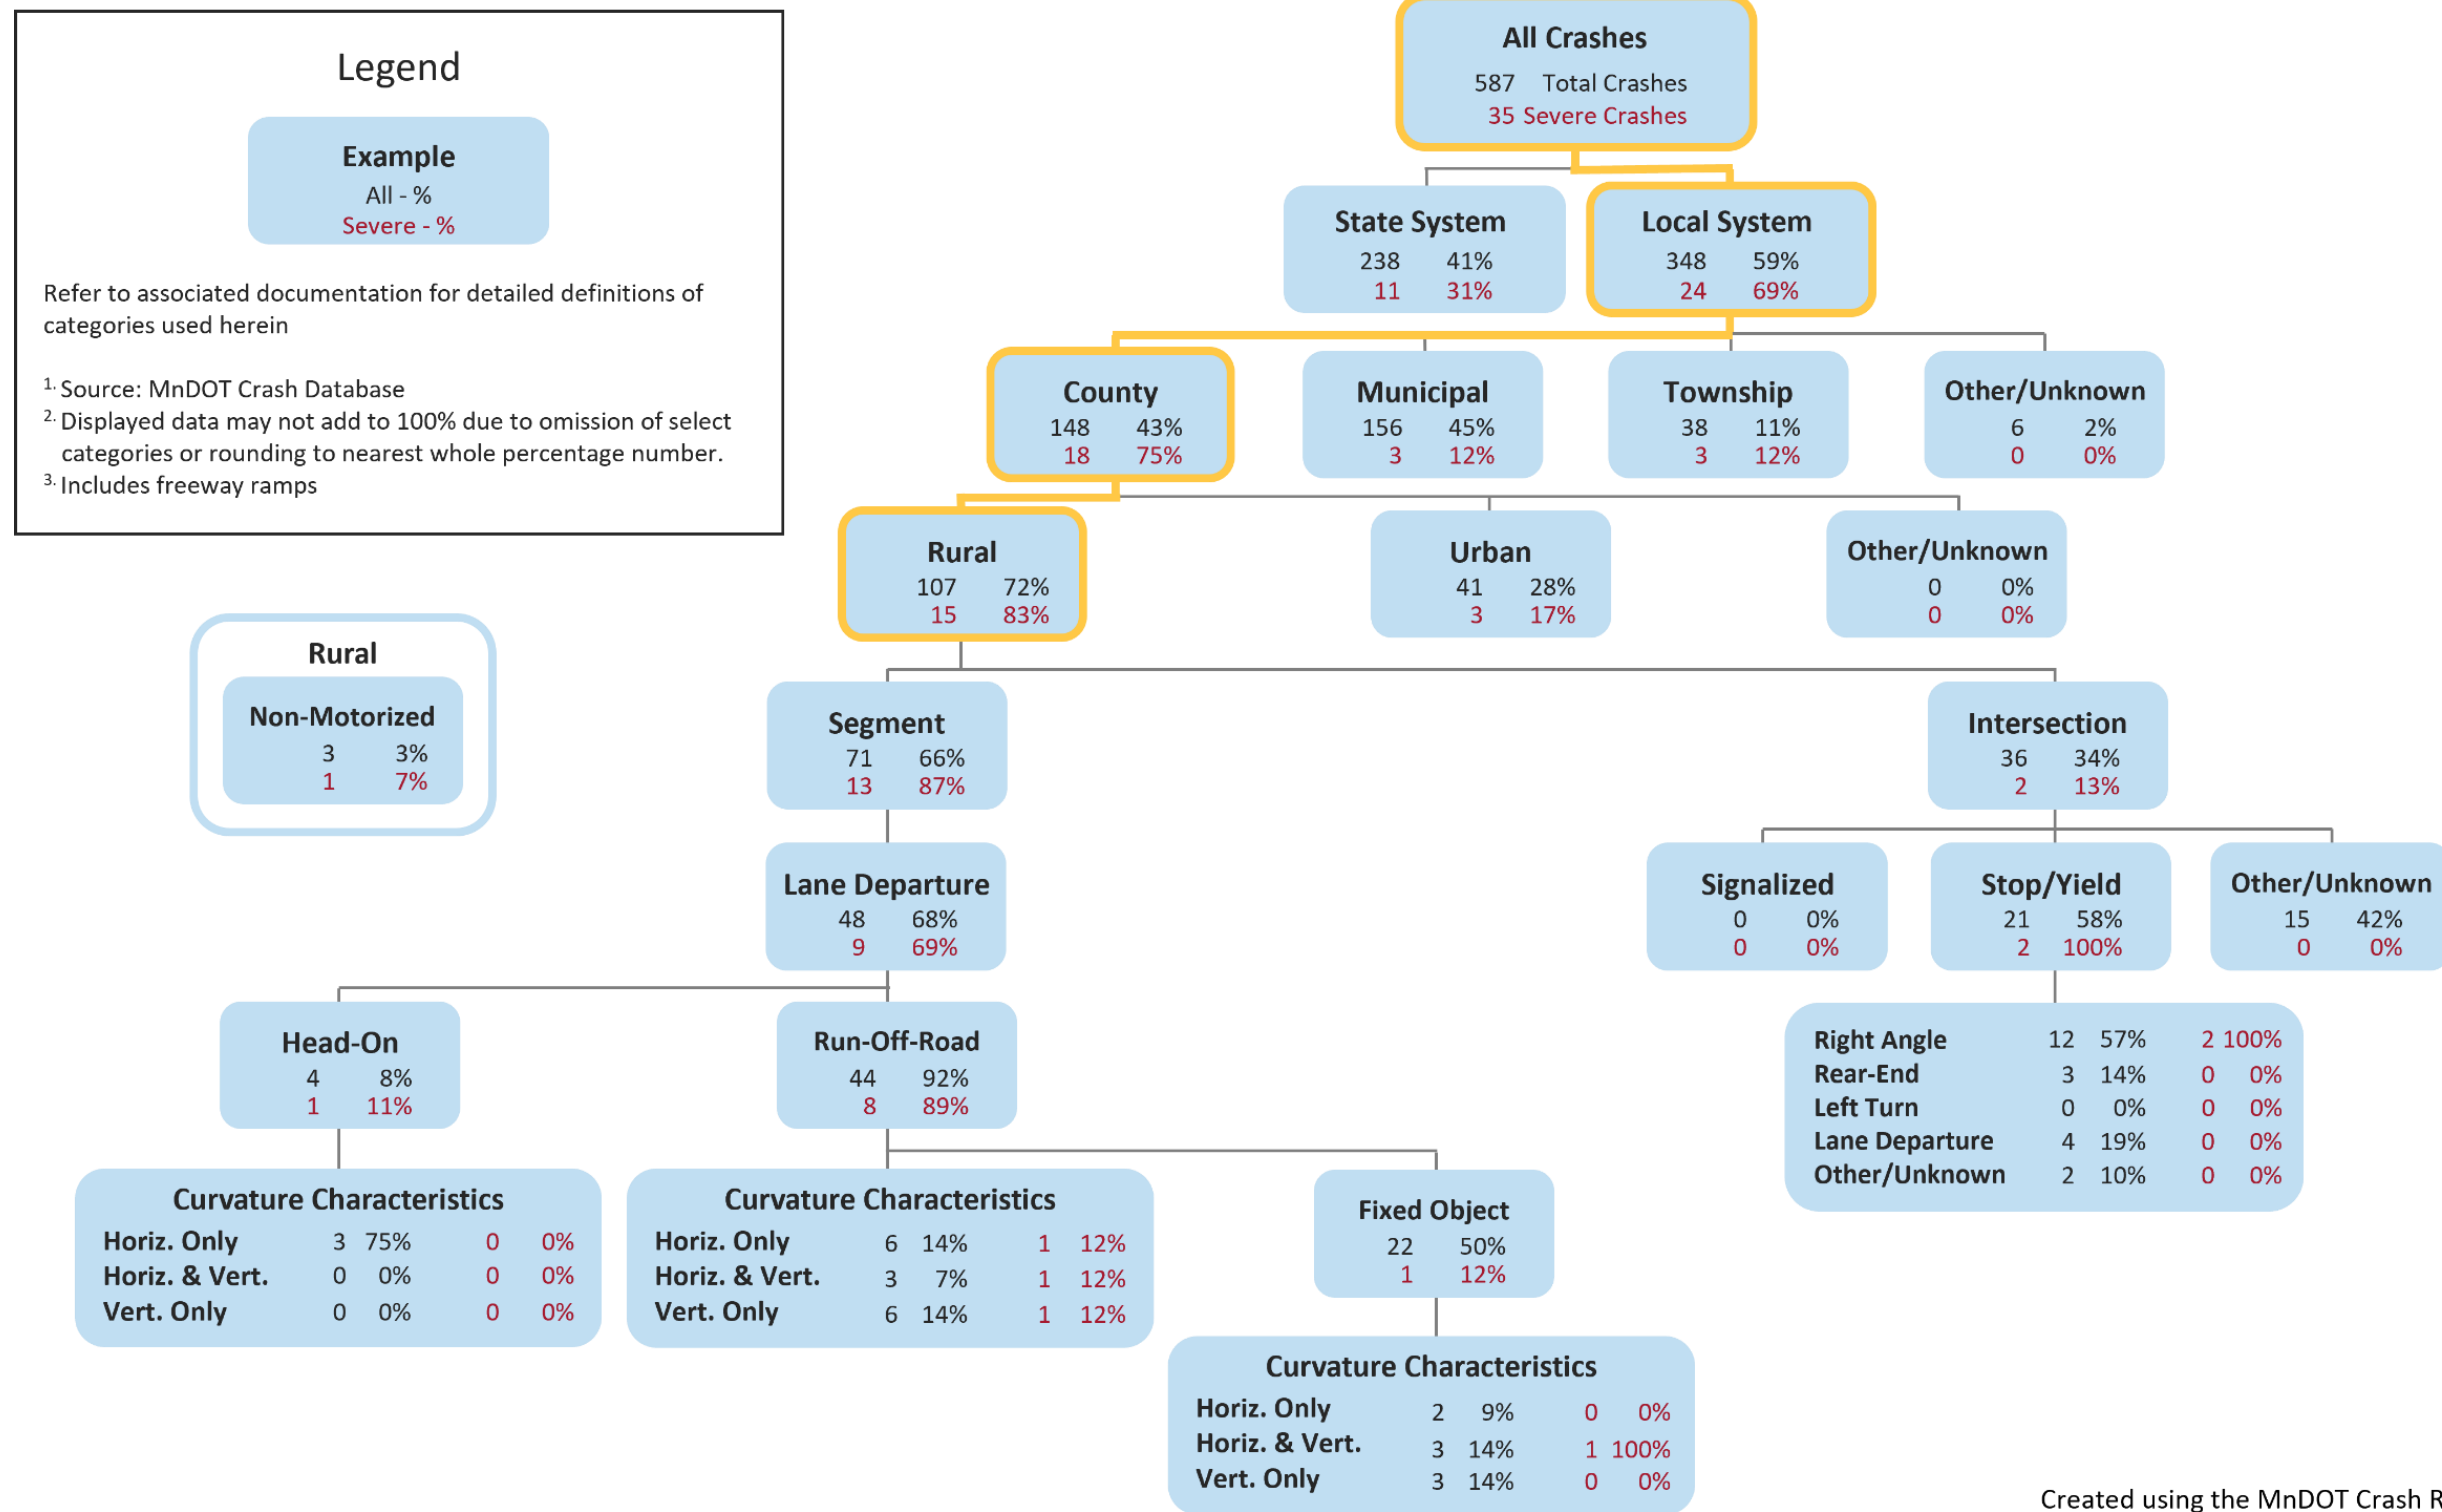 Legend
Example
All - %
Severe - %
Refer to associated documentation for detailed definitions of
categories used herein
1. Source: MnDOT Crash Database
2. Displayed data may not add to 100% due to omission of select
categories or rounding to nearest whole percentage number.
3. Includes freeway ramps
All Crashes
587 Total Crashes
35 Severe Crashes
State System
238 41%
11 31%
Local System
348 59%
24 69%
County
148 43%
18 75%
Municipal
156 45%
3 12%
Township
38 11%
3 12%
Other/Unknown
6 2%
0 0%
Rural
107 72%
15 83%
Urban
41 28%
3 17%
Other/Unknown
0 0%
0 0%
Rural
Non-Motorized
3 3%
1 7%
Segment
71 66%
13 87%
Intersection
36 34%
2 13%
Lane Departure
48 68%
9 69%
Signalized
0 0%
0 0%
Stop/Yield
21 58%
2 100%
Other/Unknown
15 42%
0 0%
Head-On
4 8%
1 11%
Run-Off-Road
44 92%
8 89%
Right Angle 12 57% 2 100%
Rear-End 3 14% 0 0%
Left Turn 0 0% 0 0%
Lane Departure 4 19% 0 0%
Other/Unknown 2 10% 0 0%
Curvature Characteristics
Horiz. Only 3 75% 0 0%
Horiz. & Vert. 0 0% 0 0%
Vert. Only 0 0% 0 0%
Curvature Characteristics
Horiz. Only 6 14% 1 12%
Horiz. & Vert. 3 7% 1 12%
Vert. Only 6 14% 1 12%
Fixed Object
22 50%
1 12%
Curvature Characteristics
Horiz. Only 2 9% 0 0%
Horiz. & Vert. 3 14% 1 100%
Vert. Only 3 14% 0 0%
Created using the MnDOT Crash R